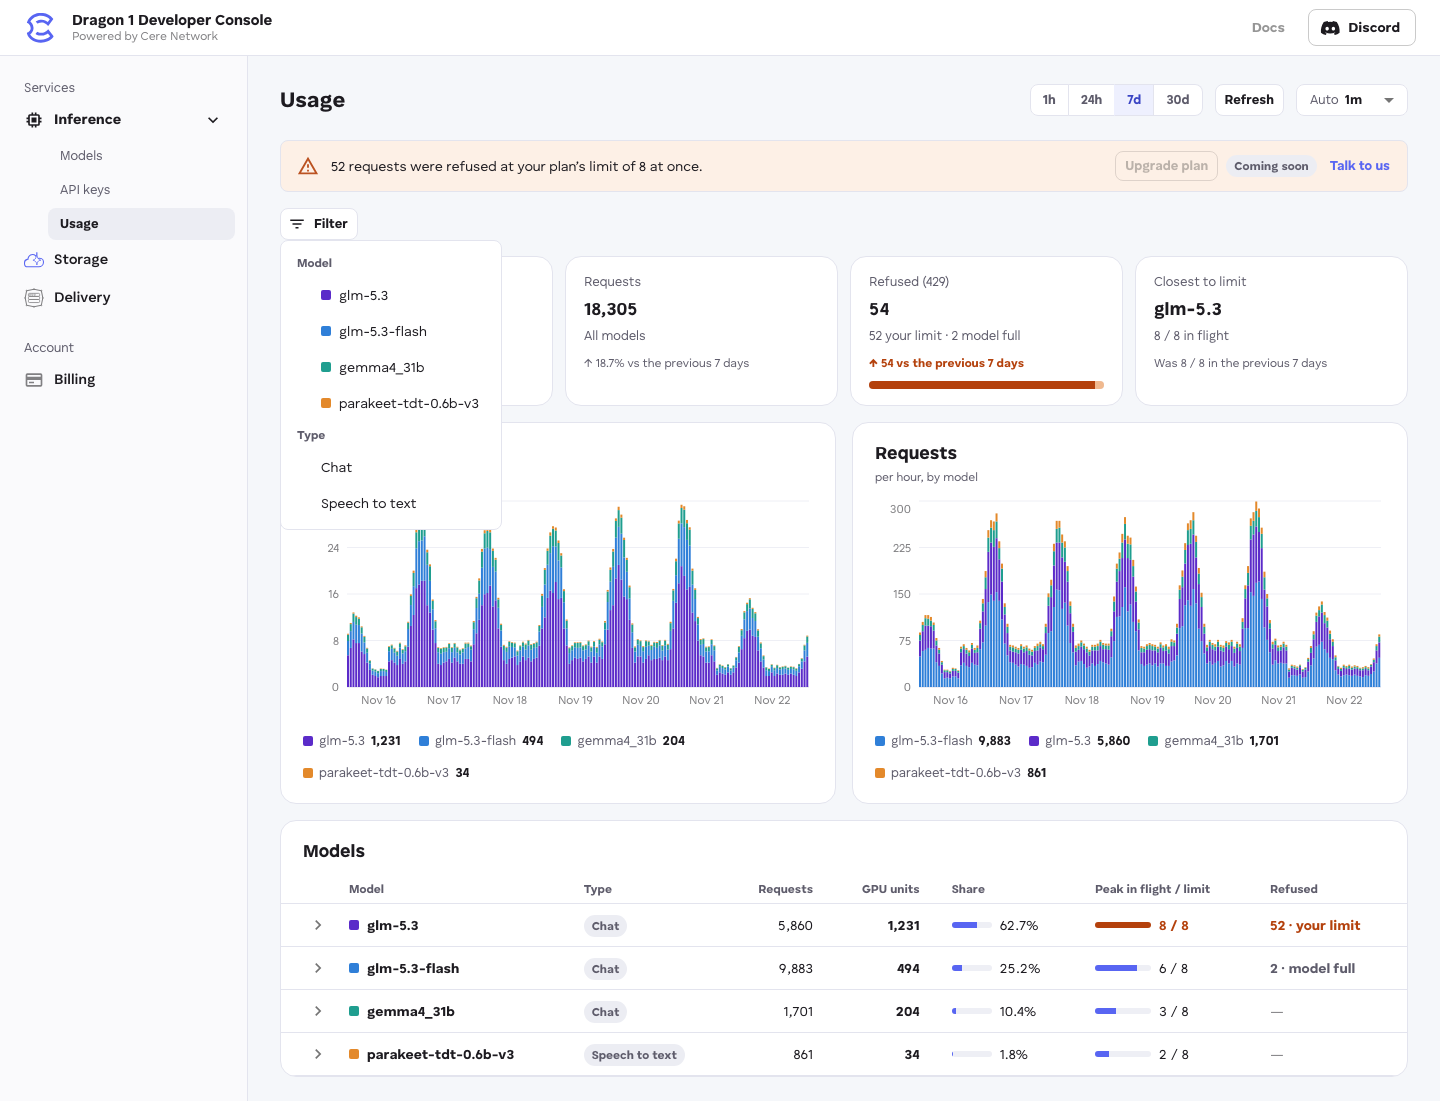 Dragon 1 Developer Console
Powered by Cere Network
Docs
Discord
Services
Inference
Models
API keys
Usage
Storage
Delivery
Account
Billing
Usage
1h 24h 7d 30d
Refresh
Auto 1m
52 requests were refused at your plan’s limit of 8 at once.
Upgrade plan
Coming soon
Talk to us
Filter
Model
glm-5.3
glm-5.3-flash
gemma4_31b
parakeet-tdt-0.6b-v3
Type
Chat
Speech to text
Requests
18,305
All models
↑ 18.7% vs the previous 7 days
Refused (429)
54
52 your limit · 2 model full
↑ 54 vs the previous 7 days
Closest to limit
glm-5.3
8 / 8 in flight
Was 8 / 8 in the previous 7 days
24
16
8
0
Nov 16 Nov 17 Nov 18 Nov 19 Nov 20 Nov 21 Nov 22
glm-5.3 1,231 glm-5.3-flash 494 gemma4_31b 204
parakeet-tdt-0.6b-v3 34
Requests
per hour, by model
300
225
150
75
0
Nov 16 Nov 17 Nov 18 Nov 19 Nov 20 Nov 21 Nov 22
glm-5.3-flash 9,883 glm-5.3 5,860 gemma4_31b 1,701
parakeet-tdt-0.6b-v3 861
Models
Model Type Requests GPU units Share Peak in flight / limit Refused
glm-5.3 Chat 5,860 1,231 62.7% 8 / 8 52 · your limit
glm-5.3-flash Chat 9,883 494 25.2% 6 / 8 2 · model full
gemma4_31b Chat 1,701 204 10.4% 3 / 8 —
parakeet-tdt-0.6b-v3 Speech to text 861 34 1.8% 2 / 8 —